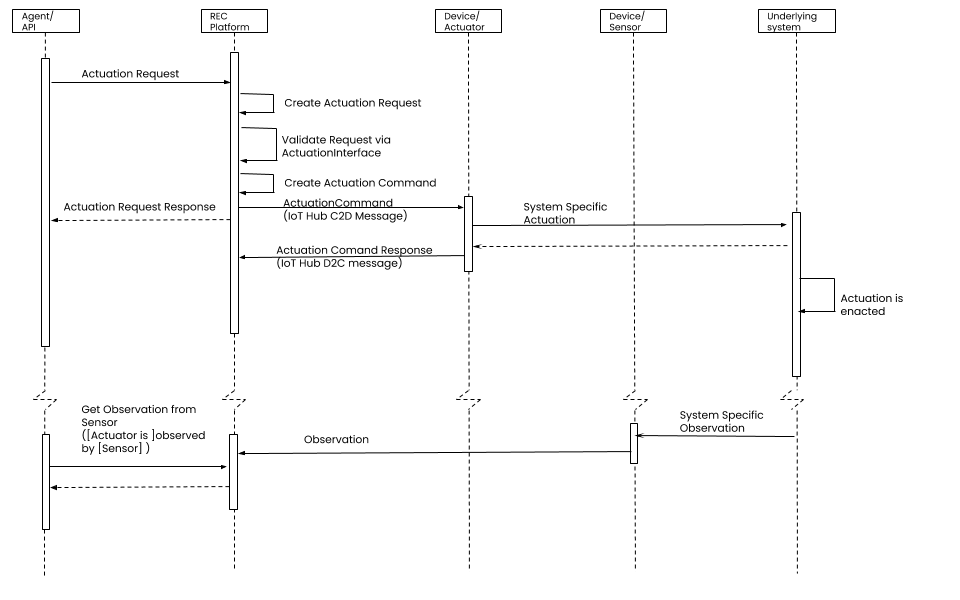 Agent/
API
REC
Platform
Device/
Actuator
Device/
Sensor
Underlying
system
Actuation Request
Create Actuation Request
Validate Request via
ActuationInterface
Create Actuation Command
ActuationCommand
(IoT Hub C2D Message)
Actuation Request Response
System Specific
Actuation
Actuation Comand Response
(IoT Hub D2C message)
Actuation is
enacted
Get Observation from
Sensor
([Actuator is ]observed
by [Sensor] )
System Specific
Observation
Observation